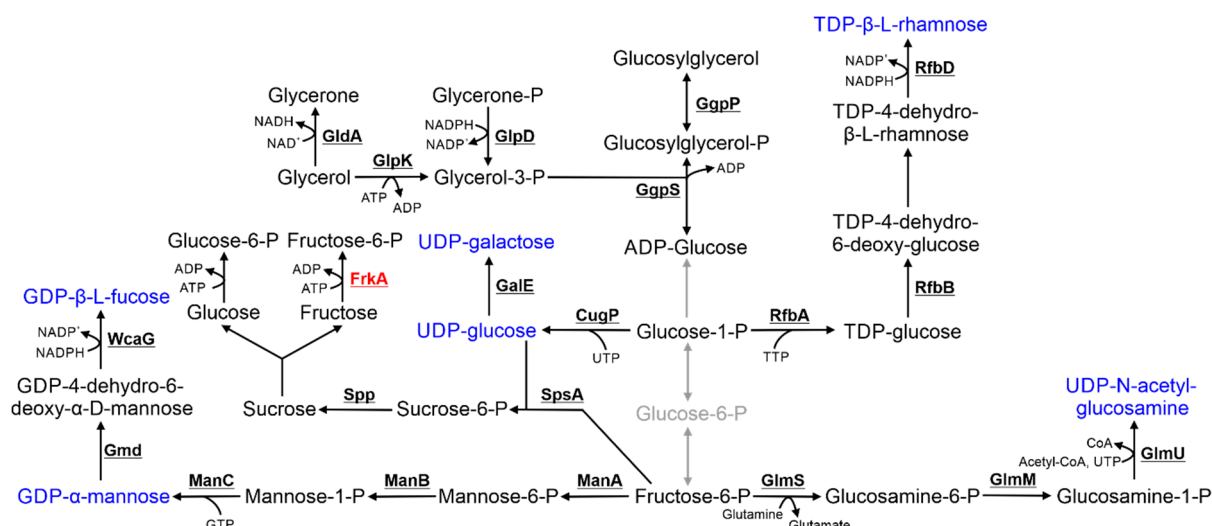 TDP-β-L-rhamnose
NADP+
NADPH
RfbD
Glucosylglycerol
Glycerone
Glycerone-P
GgpP
TDP-4-dehydro-
β-L-rhamnose
NADH
NAD+
GldA
NADPH
NADP+
GlpD
Glucosylglycerol-P
GlpK
ADP
Glycerol
Glycerol-3-P
GgpS
ATP
ADP
TDP-4-dehydro-
6-deoxy-glucose
Glucose-6-P
Fructose-6-P
UDP-galactose
ADP-Glucose
ADP
ATP
ADP
ATP
FrkA
GalE
RfbB
GDP-β-L-fucose
Glucose
Fructose
CugP
RfbA
NADP+
NADPH
WcaG
UDP-glucose
Glucose-1-P
TDP-glucose
UTP
TTP
GDP-4-dehydro-6-
deoxy-α-D-mannose
UDP-N-acetyl-
glucosamine
Spp
SpsA
Sucrose
Sucrose-6-P
Glucose-6-P
Gmd
CoA
Acetyl-CoA, UTP
GlmU
ManC
ManB
ManA
GlmS
GlmM
GDP-α-mannose
Mannose-1-P
Mannose-6-P
Fructose-6-P
Glucosamine-6-P
Glucosamine-1-P
GTP
Glutamine
Glutamate